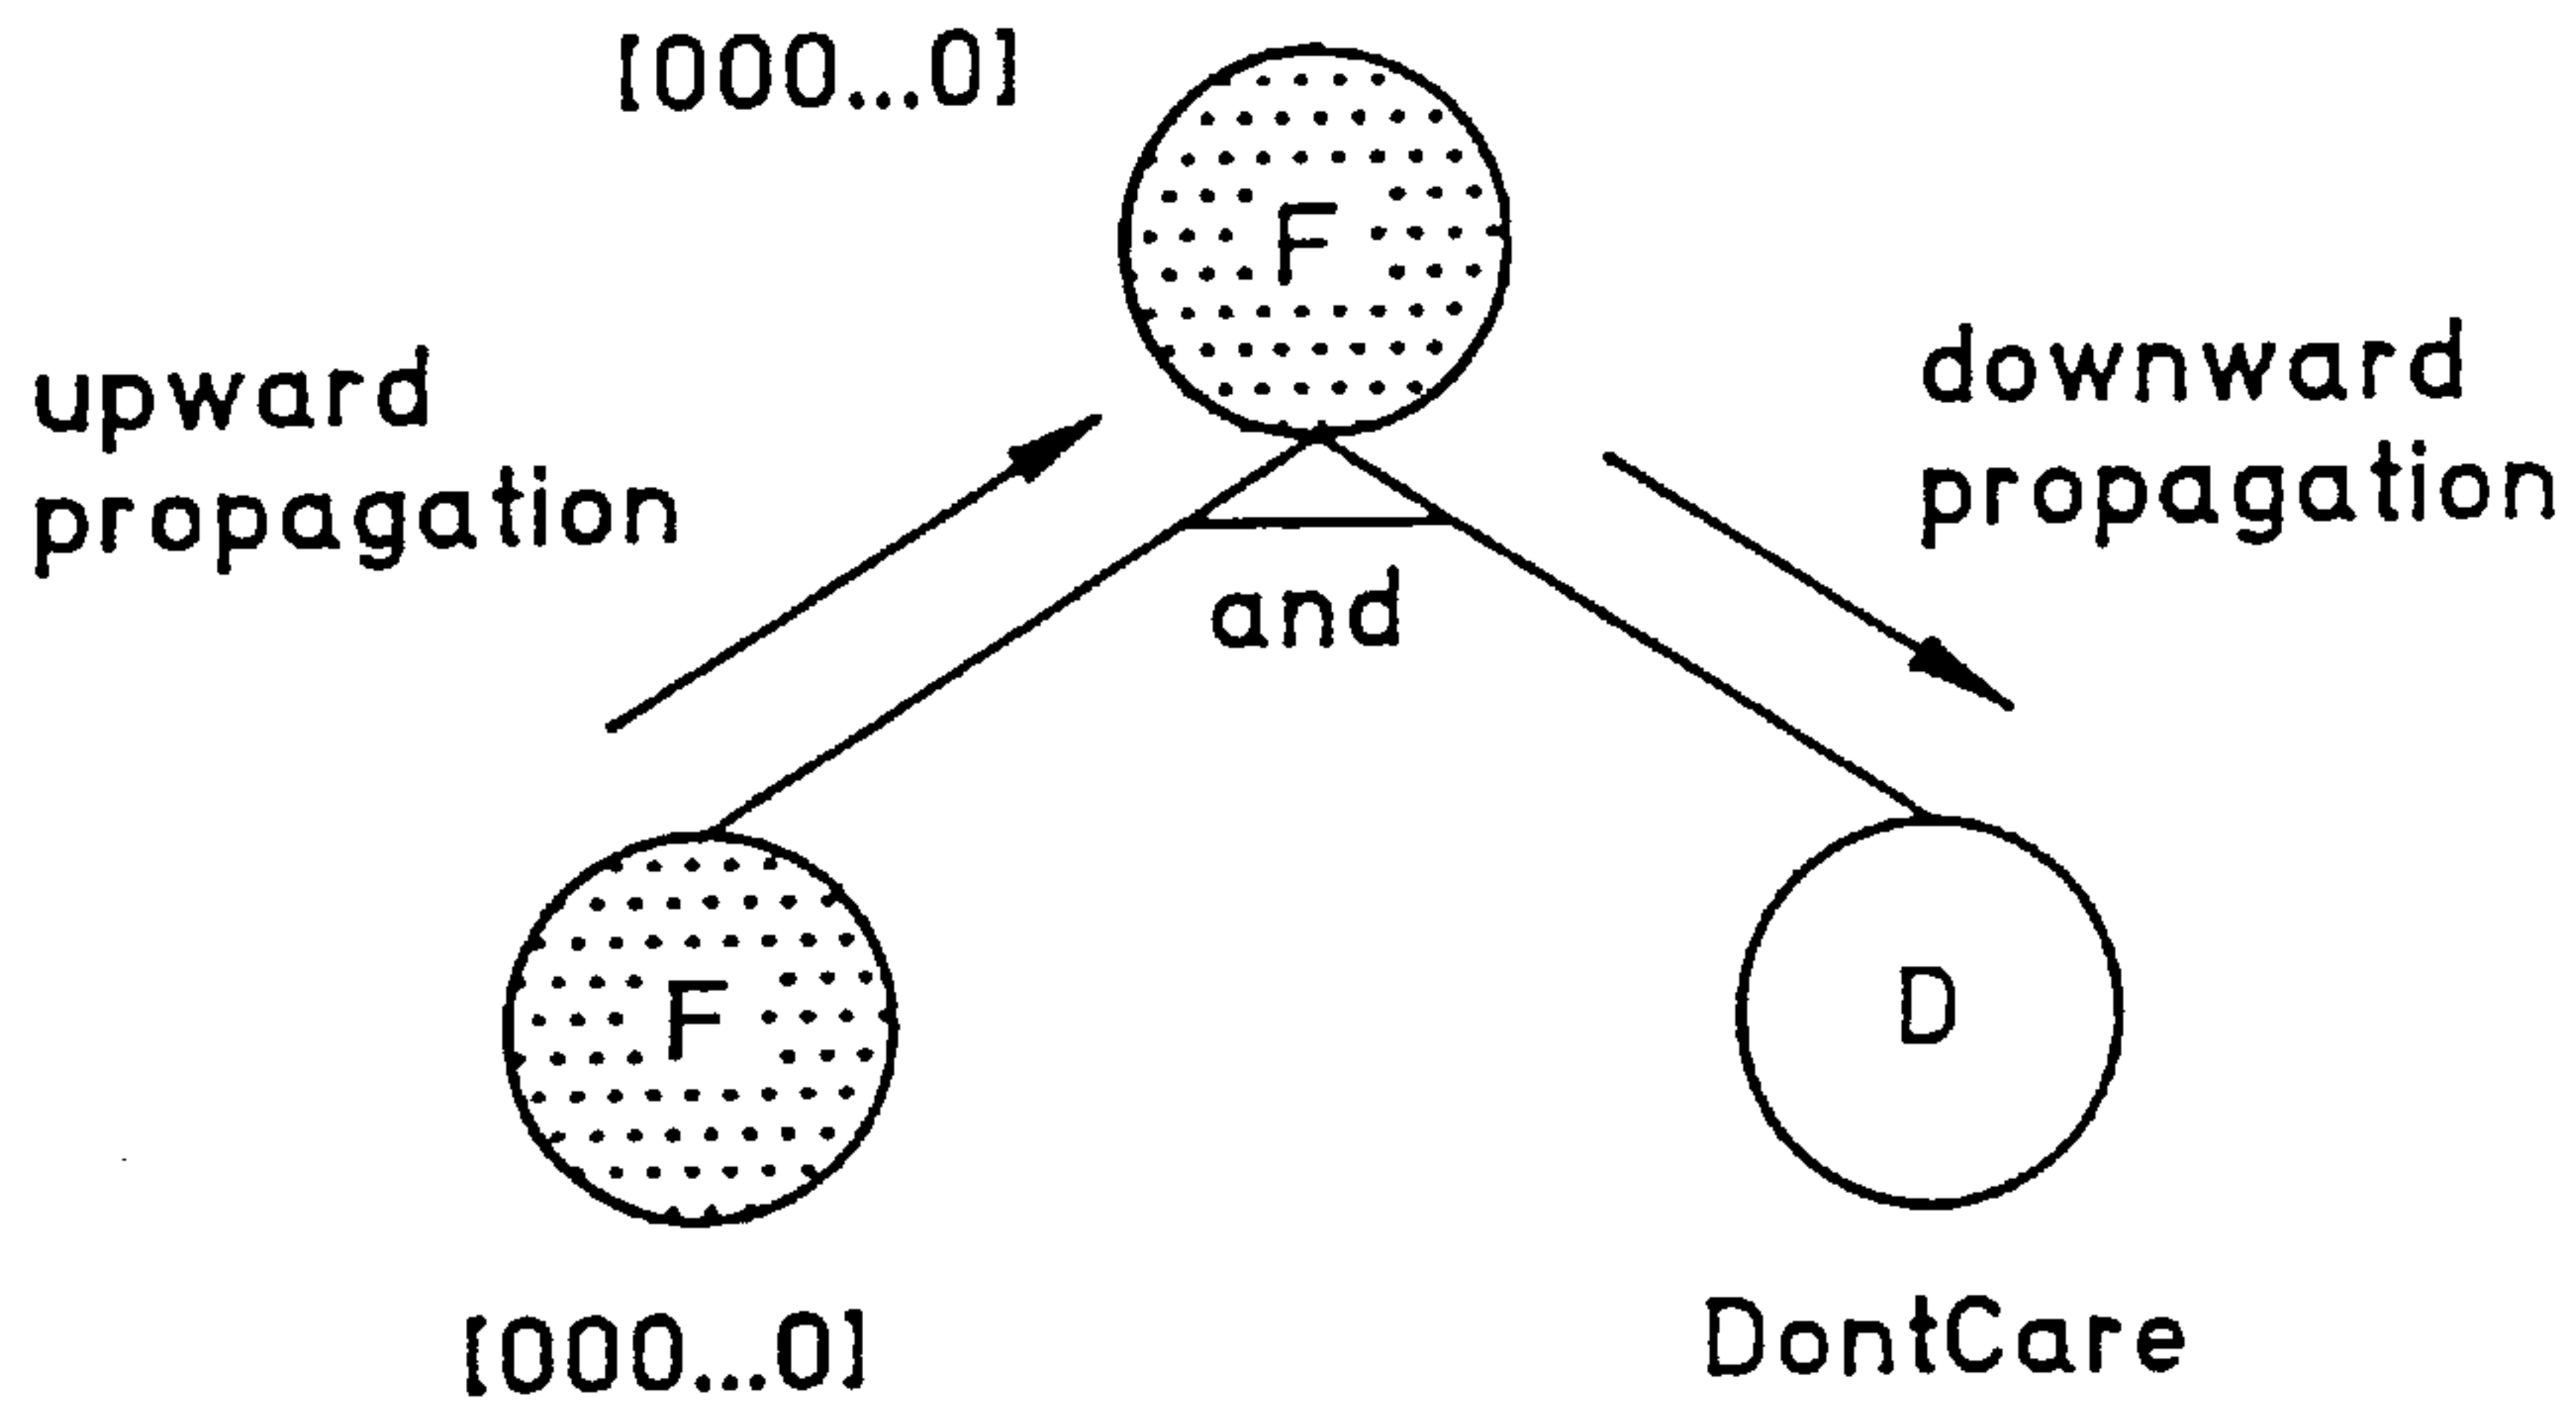 [000...0]
F
upward
propagation
downward
propagation
and
F
D
[000...0]
DontCare